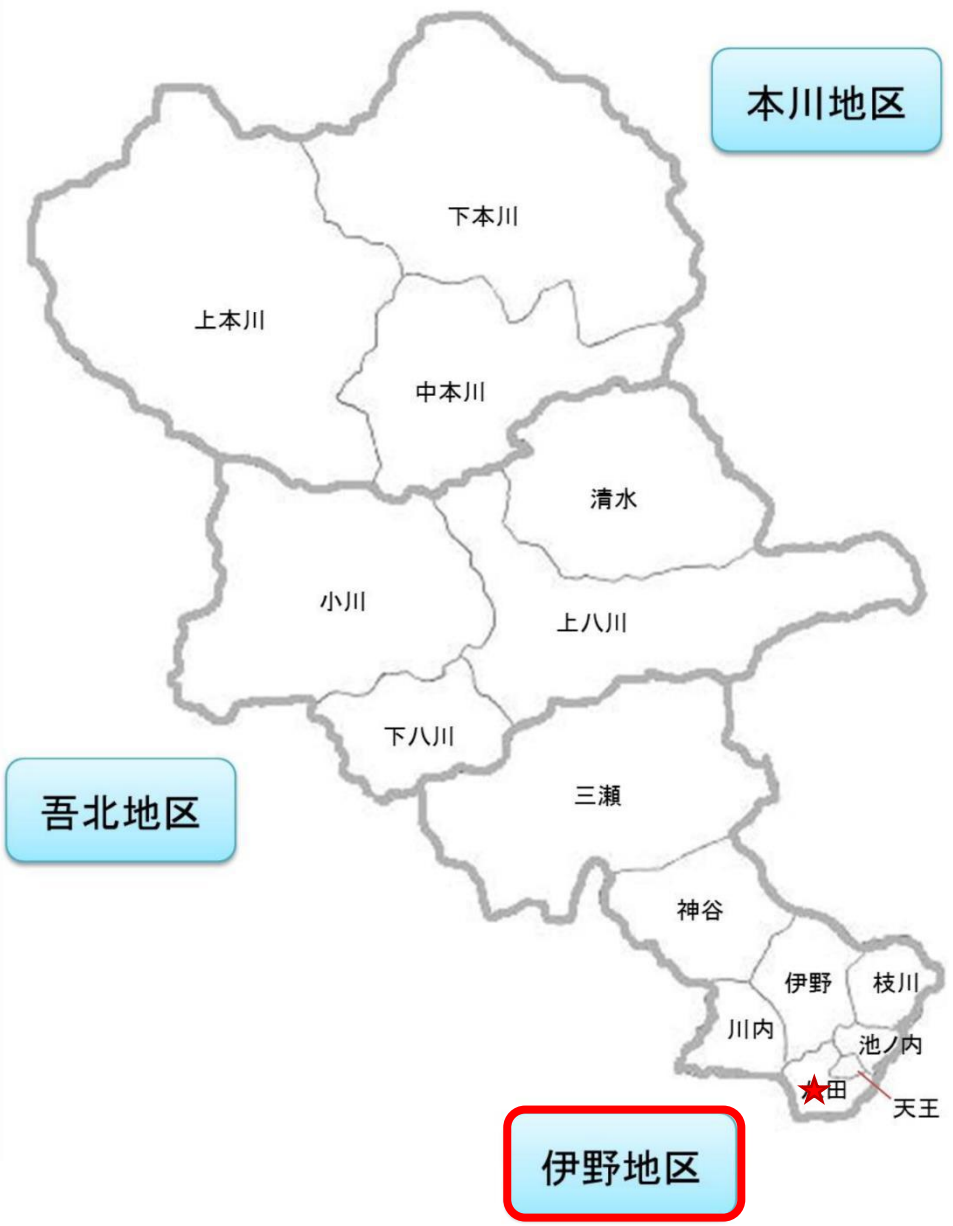 本川地区
下本川
上本川
中本川
清水
小川
上八川
下八川
吾北地区
三瀬
神谷
伊野
枝川
川内
池ノ内
田
天王
伊野地区